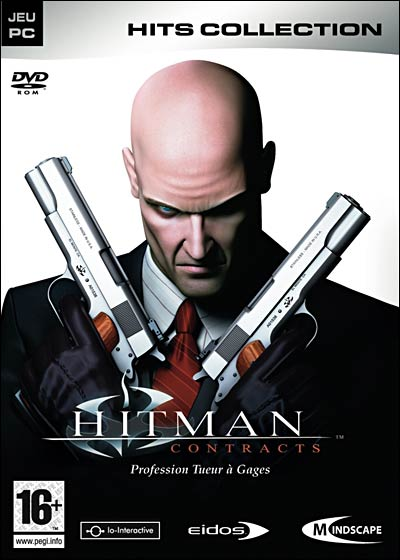 JEU
PC
HITS COLLECTION
DVD
ROM
HITMAN
CONTRACTS
TM
Profession Tueur à Gages
16+
www.pegi.info
Io-Interactive
eidos
MINDSCAPE